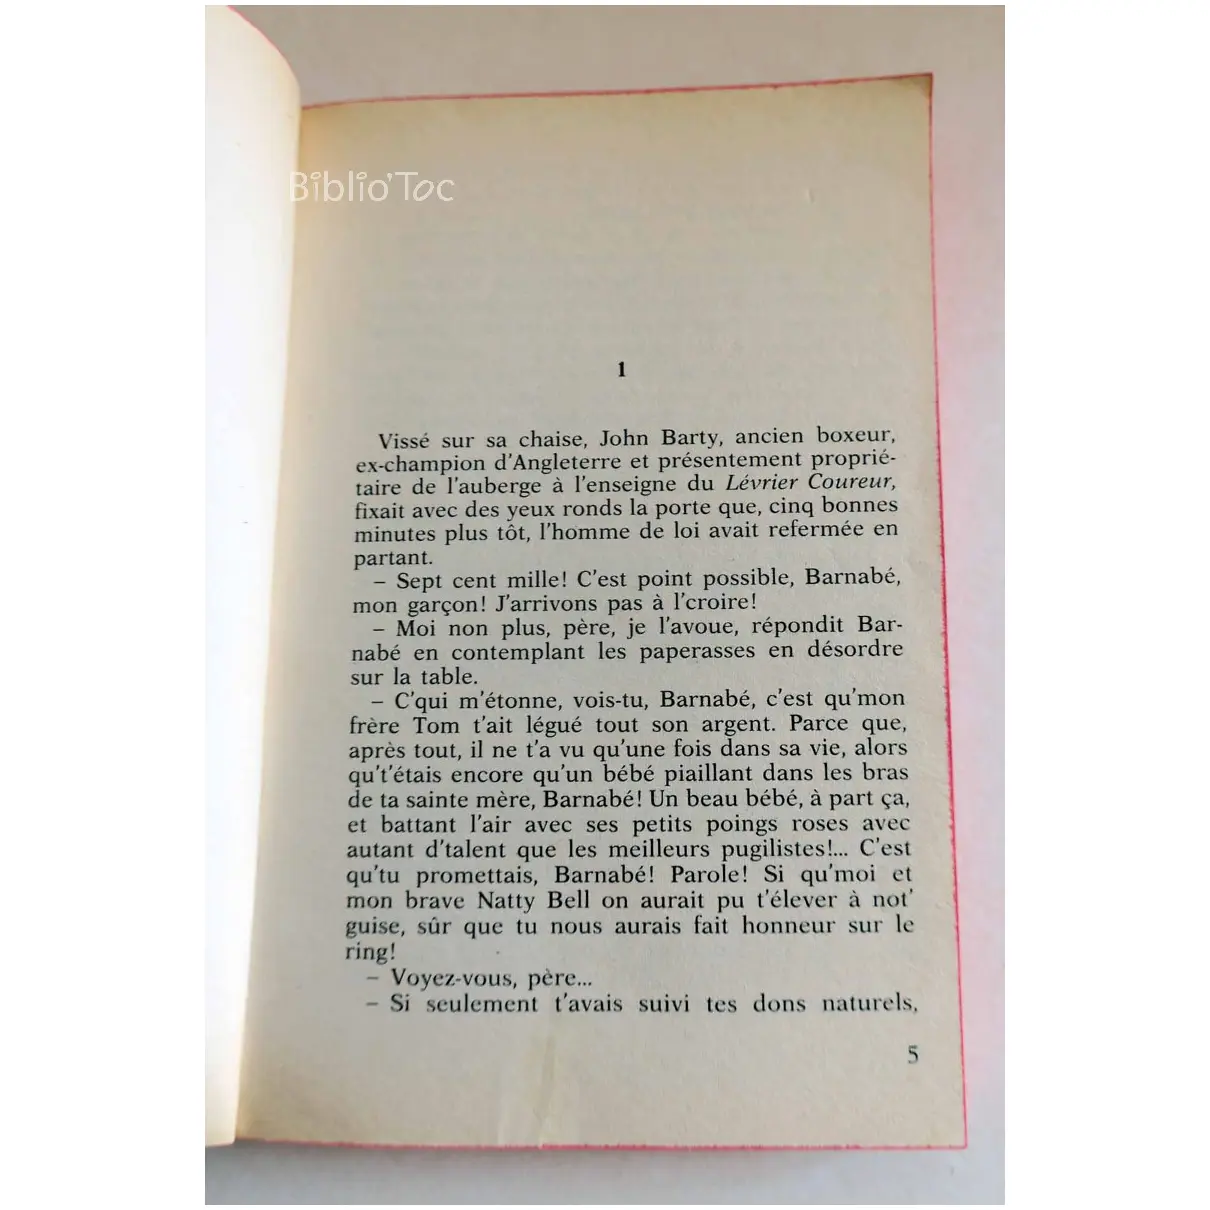 Biblio'Toc
1
Vissé sur sa chaise, John Barty, ancien boxeur,
ex-champion d'Angleterre et présentement proprié-
taire de l'auberge à l'enseigne du Lévrier Coureur,
fixait avec des yeux ronds la porte que, cinq bonnes
minutes plus tôt, l'homme de loi avait refermée en
partant.
– Sept cent mille! C'est point possible, Barnabé,
mon garçon! J'arrivons pas à l'croire!
– Moi non plus, père, je l'avoue, répondit Bar-
nabé en contemplant les paperasses en désordre
sur la table.
– C'qui m'étonne, vois-tu, Barnabé, c'est qu'mon
frère Tom t'ait légué tout son argent. Parce que,
après tout, il ne t'a vu qu'une fois dans sa vie, alors
qu't'étais encore qu'un bébé piaillant dans les bras
de ta sainte mère, Barnabé! Un beau bébé, à part ça,
et battant l'air avec ses petits poings roses avec
autant d'talent que les meilleurs pugilistes!... C'est
qu'tu promettais, Barnabé! Parole! Si qu'moi et
mon brave Natty Bell on aurait pu t'élever à not'
guise, sûr que tu nous aurais fait honneur sur le
ring!
– Voyez-vous, père...
– Si seulement t'avais suivi tes dons naturels,
5